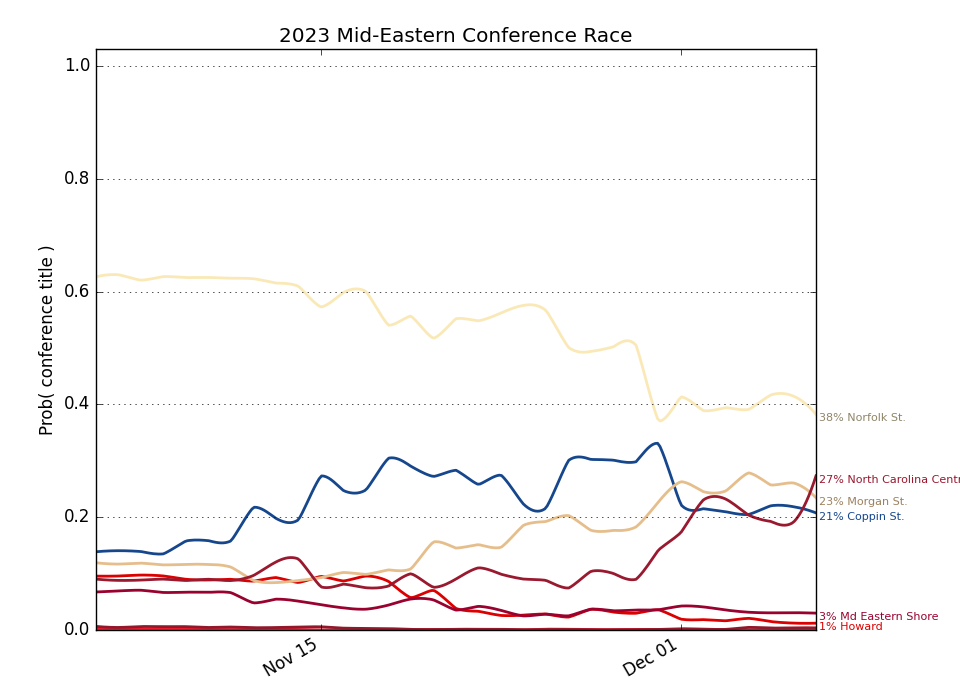 2023 Mid-Eastern Conference Race
1.0
0.8
0.6
0.4
0.2
0.0
Prob( conference title )
Nov 15
Dec 01
38% Norfolk St.
27% North Carolina Centr
23% Morgan St.
21% Coppin St.
3% Md Eastern Shore
1% Howard